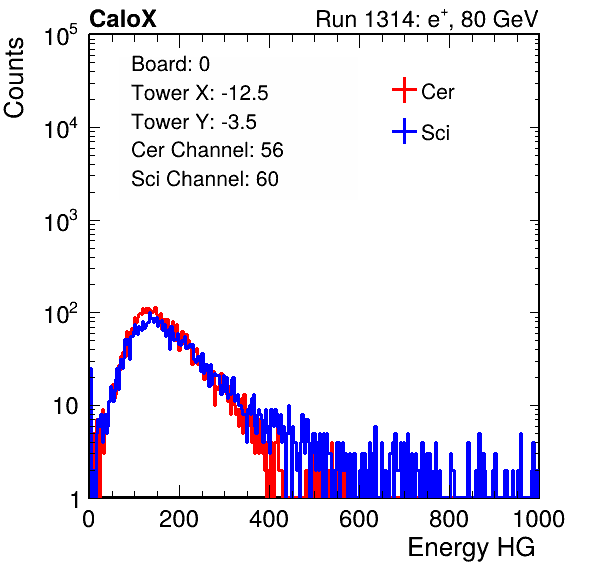 CaloX Run 1314: e⁺, 80 GeV
Counts
10⁵
Board: 0
Tower X: -12.5
Tower Y: -3.5
Cer Channel: 56
Sci Channel: 60
Cer
Sci
10⁴
10³
10²
10
1
0 200 400 600 800 1000
Energy HG